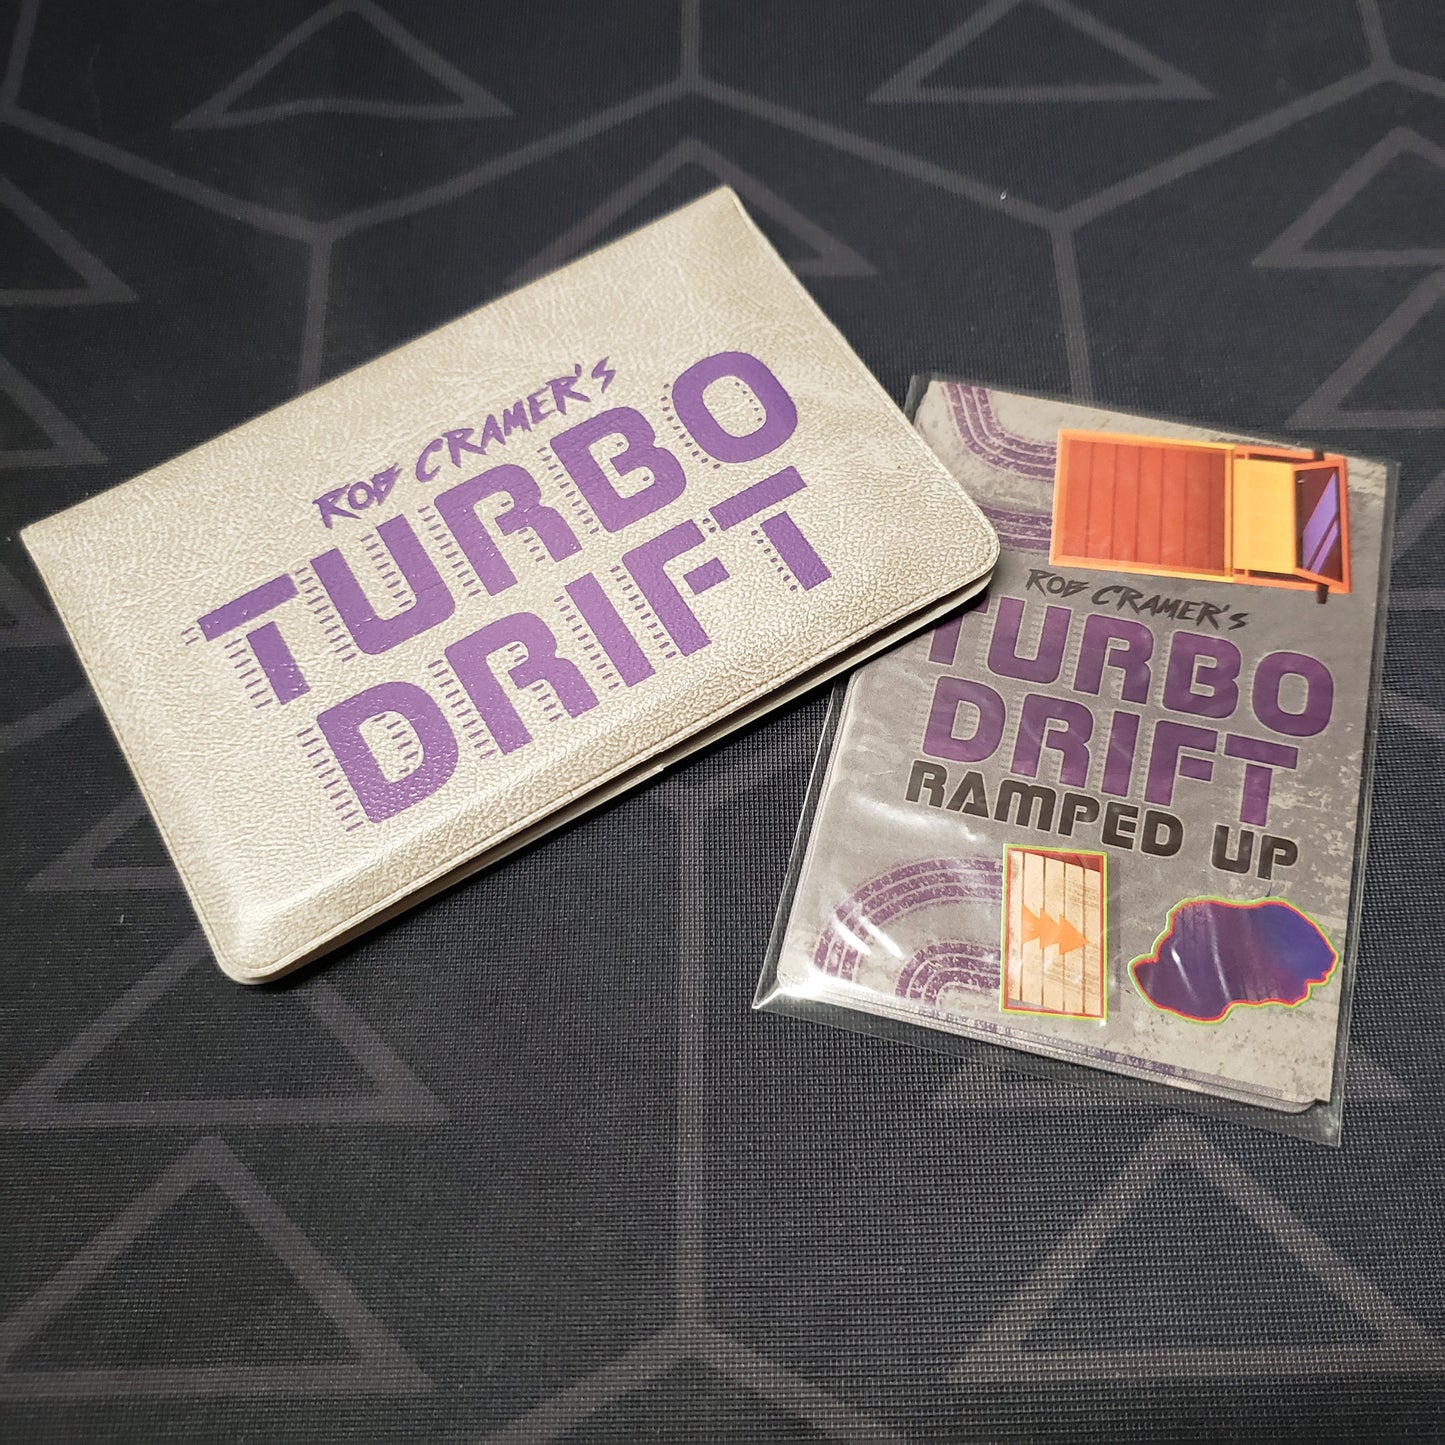 ROB CRAMER'S
TURBO
DRIFT
ROB CRAMER'S
TURBO
DRIFT
RAMPED UP